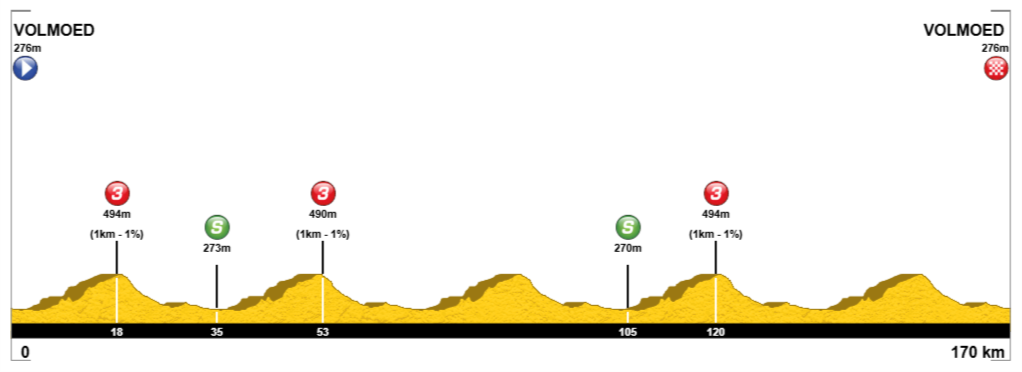 VOLMOED
276m
VOLMOED
276m
3
494m
(1km - 1%)
S
273m
3
490m
(1km - 1%)
S
270m
3
494m
(1km - 1%)
18
35
53
105
120
0
170 km